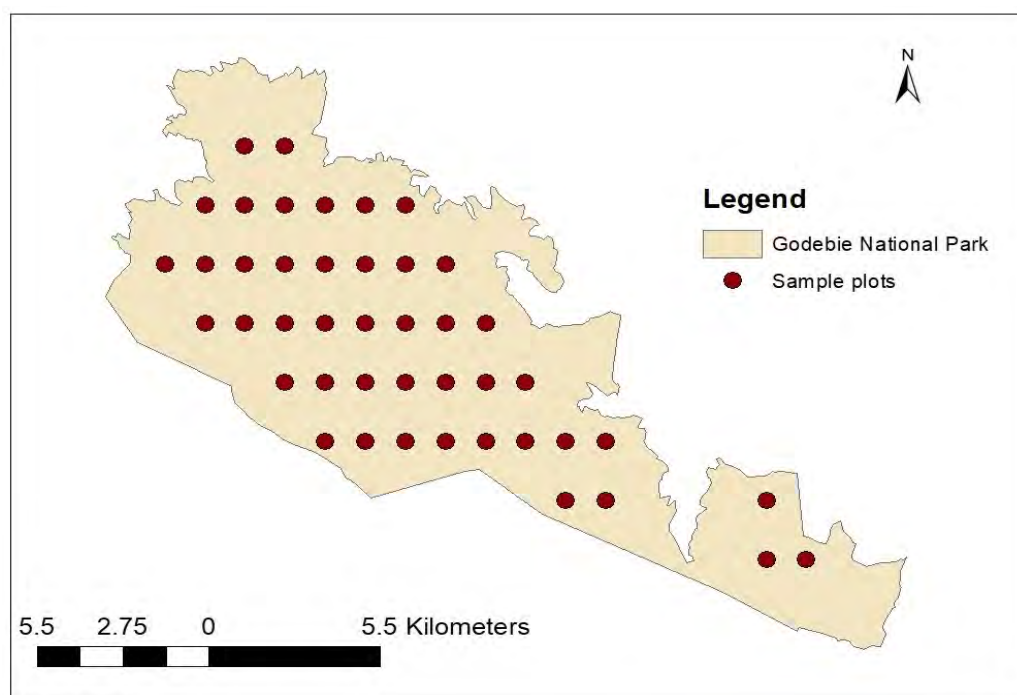 N
Legend
Godebie National Park
Sample plots
5.5 2.75 0 5.5 Kilometers